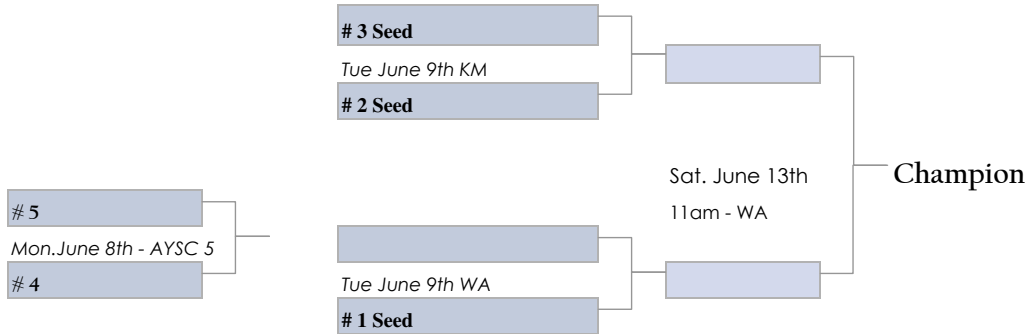 # 3 Seed
Tue June 9th KM
# 2 Seed
Sat. June 13th
11am - WA
Champion
# 5
Mon.June 8th - AYSC 5
# 4
Tue June 9th WA
# 1 Seed